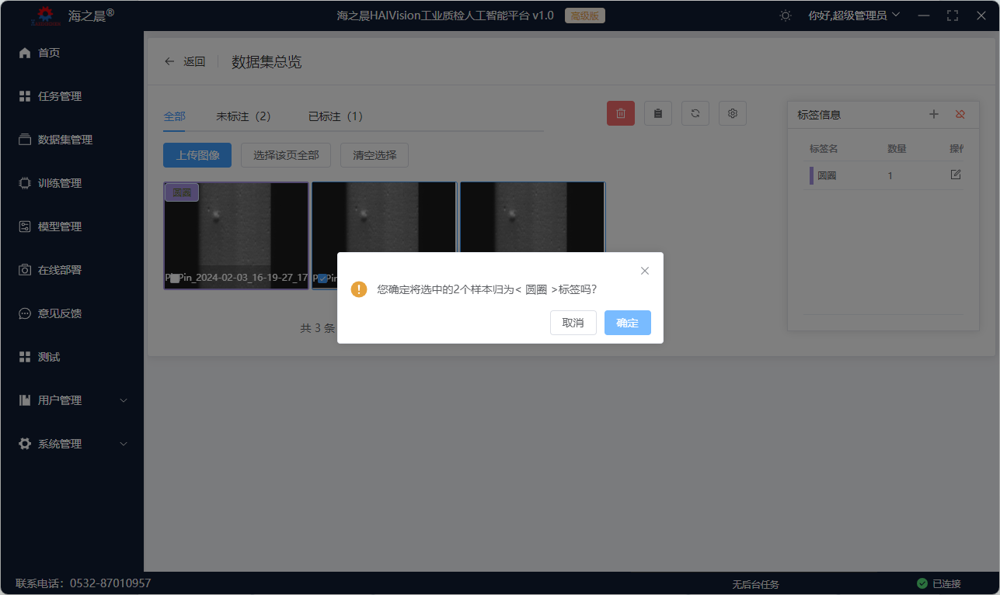 海之晨®
海之晨HAIVision工业质检人工智能平台 v1.0
高级版
你好,超级管理员
首页
任务管理
数据集管理
训练管理
模型管理
在线部署
意见反馈
测试
用户管理
系统管理
返回
数据集总览
全部
未标注（2）
已标注（1）
上传图像
选择该页全部
清空选择
圆圈
Pin_2024-02-03_16-19-27_17
共 3 条
标签信息
标签名 数量
圆圈 1
您确定将选中的2个样本归为< 圆圈 >标签吗?
取消
确定
联系电话：0532-87010957
无后台任务
已连接